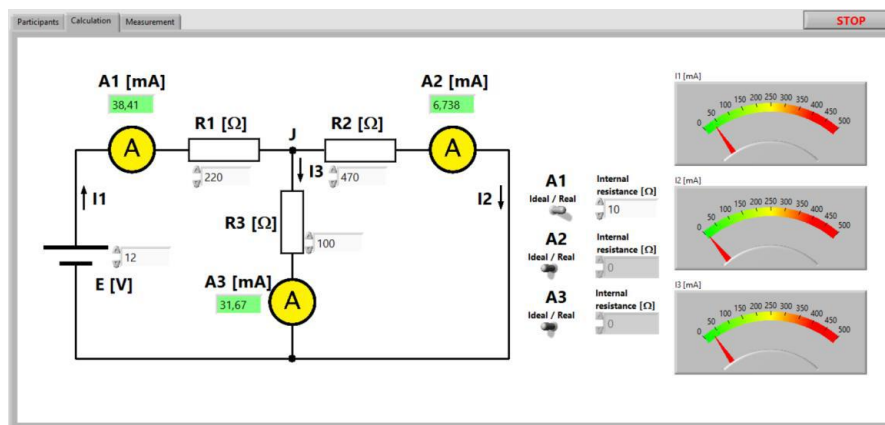 Participants Calculation Measurement
STOP
A1 [mA]
38,41
A2 [mA]
6,738
R1 [Ω]
J
R2 [Ω]
A
A
220
I3
470
I1
I2
R3 [Ω]
100
12
E [V]
A3 [mA]
31,67
A
A1
Ideal / Real
Internal
resistance [Ω]
10
A2
Ideal / Real
Internal
resistance [Ω]
0
A3
Ideal / Real
Internal
resistance [Ω]
0
I1 [mA]
0 50 100 150 200 250 300 350 400 450 500
I2 [mA]
0 50 100 150 200 250 300 350 400 450 500
I3 [mA]
0 50 100 150 200 250 300 350 400 450 500